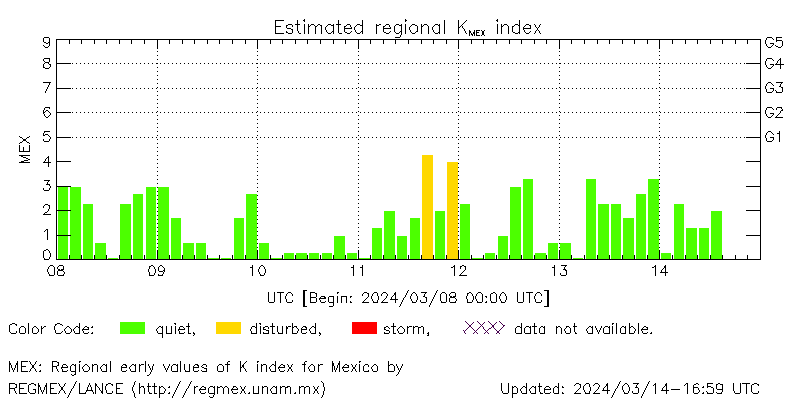 Estimated regional K_MEX index
9
8
7
6
5
4
3
2
1
0
MEX
G5
G4
G3
G2
G1
08 09 10 11 12 13 14
UTC [Begin: 2024/03/08 00:00 UTC]
Color Code: quiet, disturbed, storm, data not available.
MEX: Regional early values of K index for Mexico by
REGMEX/LANCE (http://regmex.unam.mx) Updated: 2024/03/14-16:59 UTC